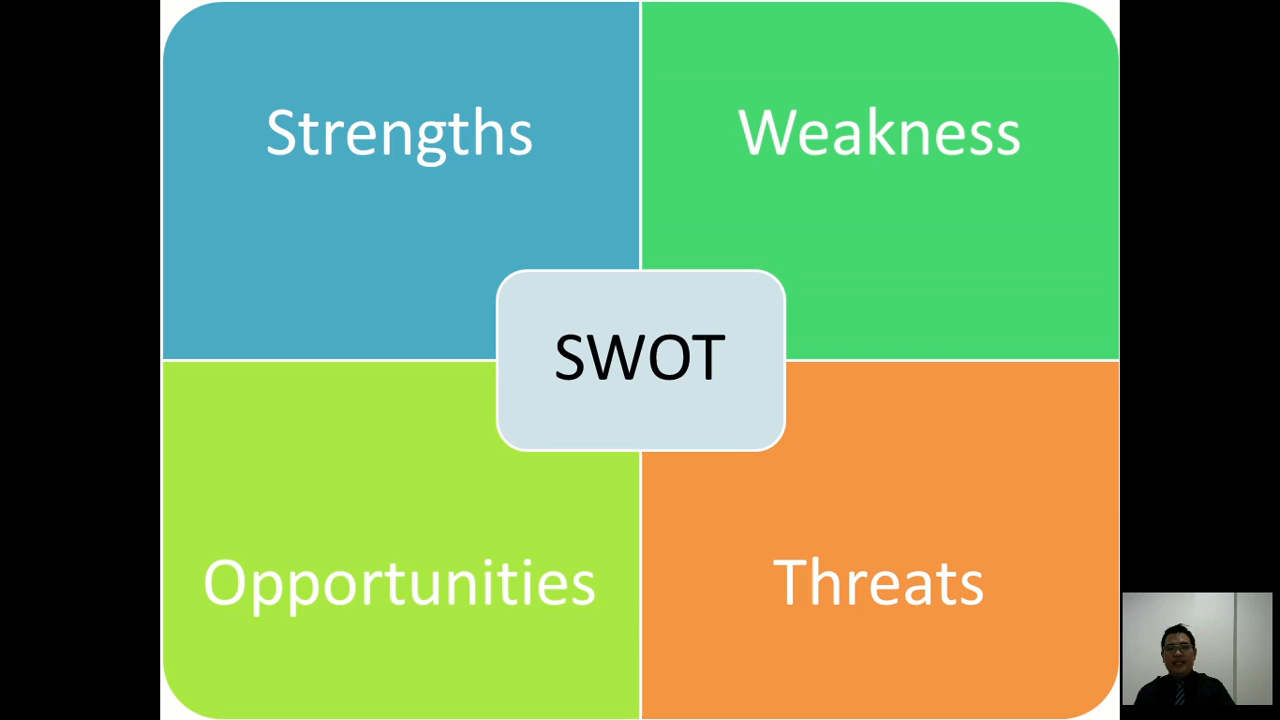 Strengths
Weakness
SWOT
Opportunities
Threats